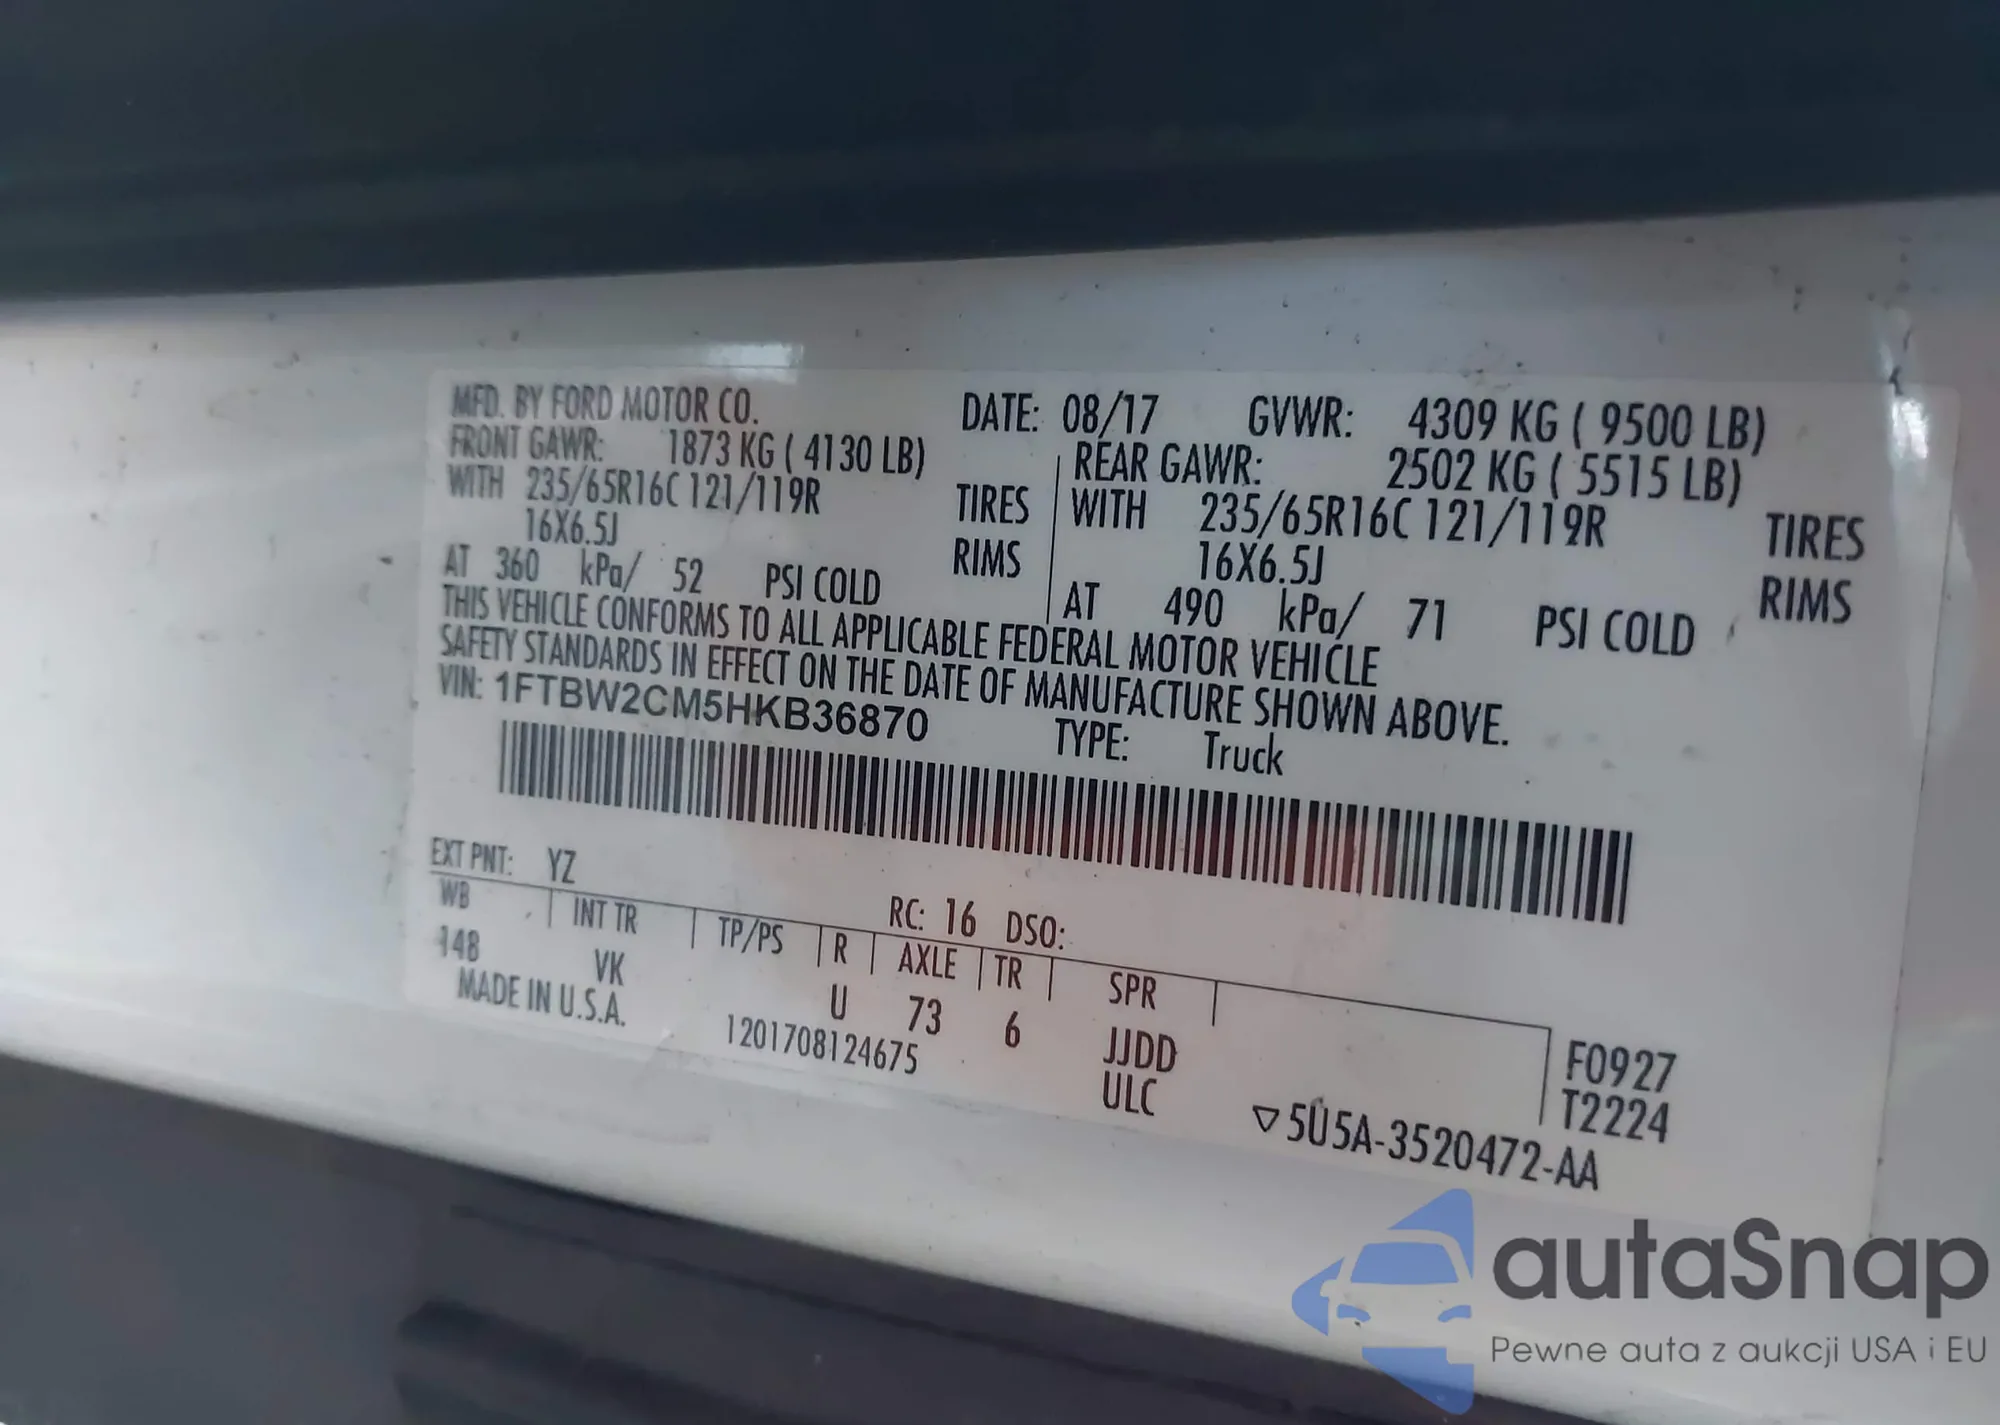 MFD. BY FORD MOTOR CO. DATE: 08/17 GVWR: 4309 KG ( 9500 LB)
FRONT GAWR: 1873 KG ( 4130 LB) REAR GAWR: 2502 KG ( 5515 LB)
WITH 235/65R16C 121/119R TIRES WITH 235/65R16C 121/119R TIRES
16X6.5J RIMS 16X6.5J RIMS
AT 360 kPa/ 52 PSI COLD AT 490 kPa/ 71 PSI COLD
THIS VEHICLE CONFORMS TO ALL APPLICABLE FEDERAL MOTOR VEHICLE
SAFETY STANDARDS IN EFFECT ON THE DATE OF MANUFACTURE SHOWN ABOVE.
VIN: 1FTBW2CM5HKB36870 TYPE: Truck
EXT PNT: YZ RC: 16 DSO:
WB INT TR TP/PS R AXLE TR SPR
148 VK U 73 6 JJDD F0927
MADE IN U.S.A. 1201708124675 ULC T2224
▽5U5A-3520472-AA
autaSnap
Pewne auta z aukcji USA i EU